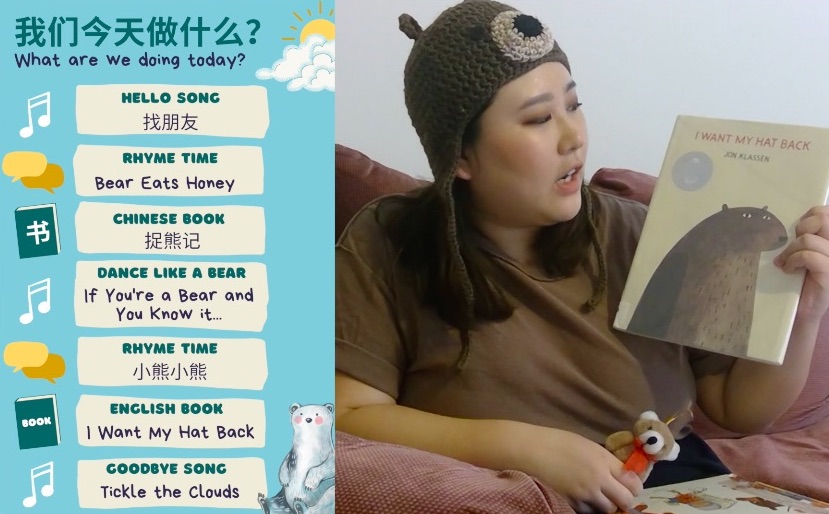 我们今天做什么？
What are we doing today?
HELLO SONG
找朋友
RHYME TIME
Bear Eats Honey
书
CHINESE BOOK
捉熊记
DANCE LIKE A BEAR
If You're a Bear and
You Know it...
RHYME TIME
小熊小熊
BOOK
ENGLISH BOOK
I Want My Hat Back
GOODBYE SONG
Tickle the Clouds
I WANT MY HAT BACK
JON KLASSEN